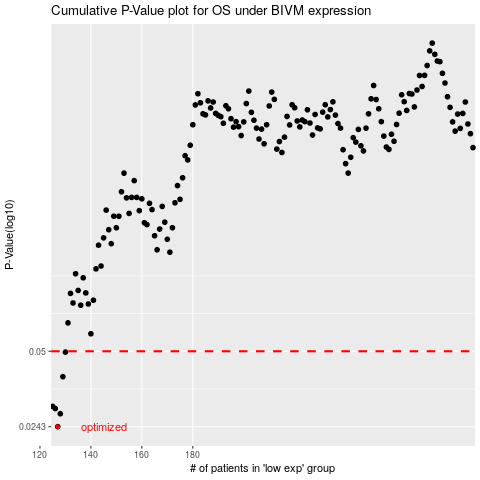 Cumulative P-Value plot for OS under BIVM expression
P-Value(log10)
0.05
0.0243
optimized
120 140 160 180
# of patients in 'low exp' group